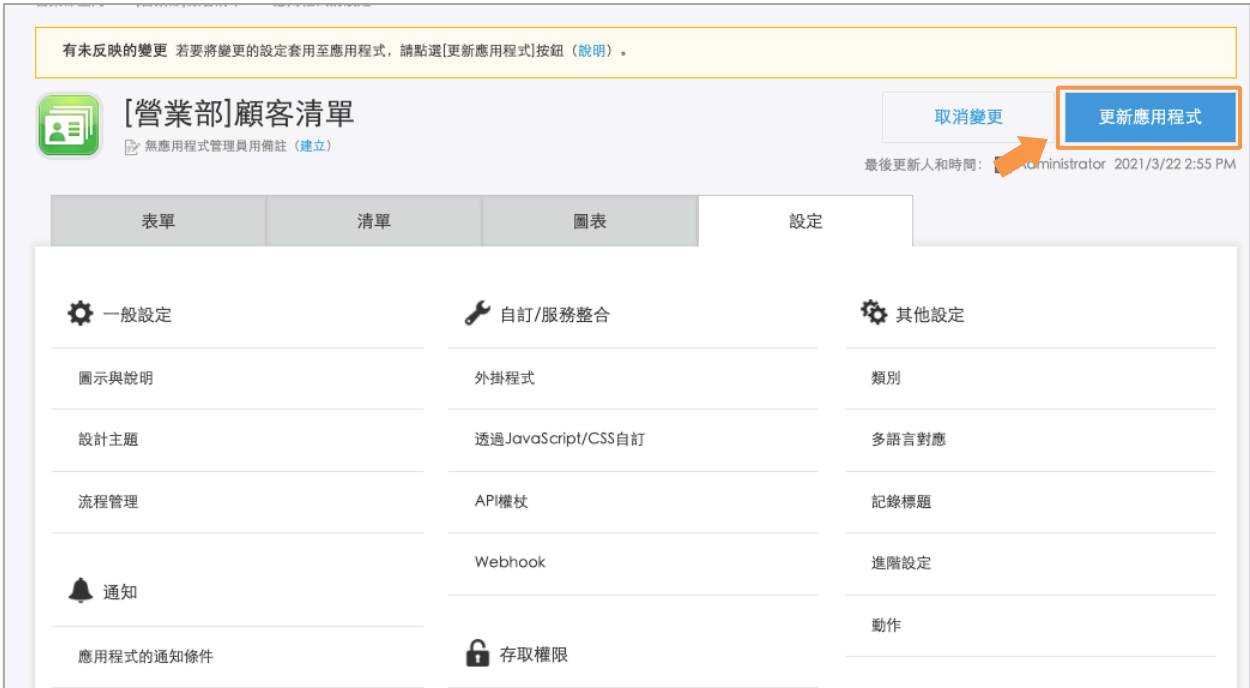 有未反映的變更 若要將變更的設定套用至應用程式，請點選[更新應用程式]按鈕（說明）。
[營業部]顧客清單
取消變更
更新應用程式
無應用程式管理員用備註（建立）
最後更新人和時間： Administrator 2021/3/22 2:55 PM
表單 清單 圖表 設定
一般設定
圖示與說明
設計主題
流程管理
通知
應用程式的通知條件
自訂/服務整合
外掛程式
透過JavaScript/CSS自訂
API權杖
Webhook
存取權限
其他設定
類別
多語言對應
記錄標題
進階設定
動作